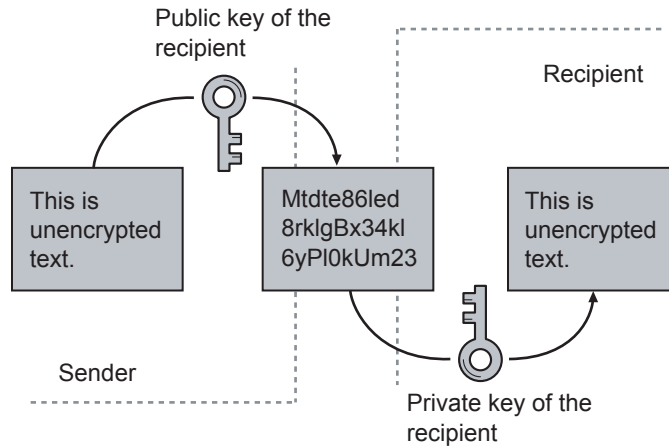 Public key of the
recipient
Recipient
This is
unencrypted
text.
Mtdte86led
8rklgBx34kl
6yPl0kUm23
This is
unencrypted
text.
Sender
Private key of the
recipient